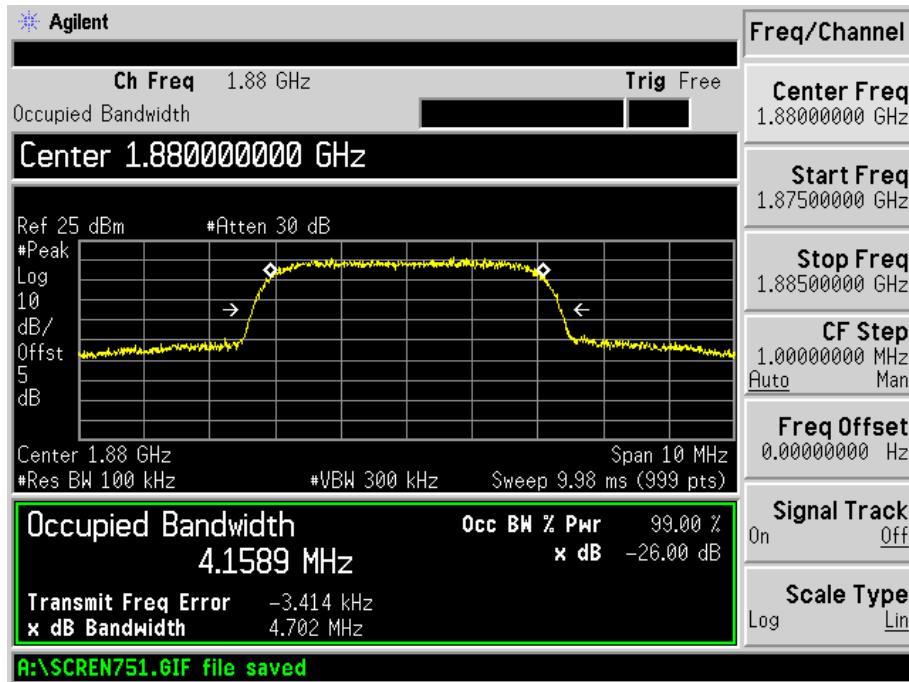 Agilent
Freq/Channel
Ch Freq 1.88 GHz Trig Free
Occupied Bandwidth
Center 1.880000000 GHz
Ref 25 dBm #Atten 30 dB
#Peak
Log
10
dB/
Offst
5
dB
Center 1.88 GHz Span 10 MHz
#Res BW 100 kHz #VBW 300 kHz Sweep 9.98 ms (999 pts)
Occupied Bandwidth Occ BW % Pwr 99.00 %
4.1589 MHz x dB -26.00 dB
Transmit Freq Error -3.414 kHz
x dB Bandwidth 4.702 MHz
A:\SCREN751.GIF file saved
Center Freq
1.88000000 GHz
Start Freq
1.87500000 GHz
Stop Freq
1.88500000 GHz
CF Step
1.00000000 MHz
Auto Man
Freq Offset
0.00000000 Hz
Signal Track
On Off
Scale Type
Log Lin